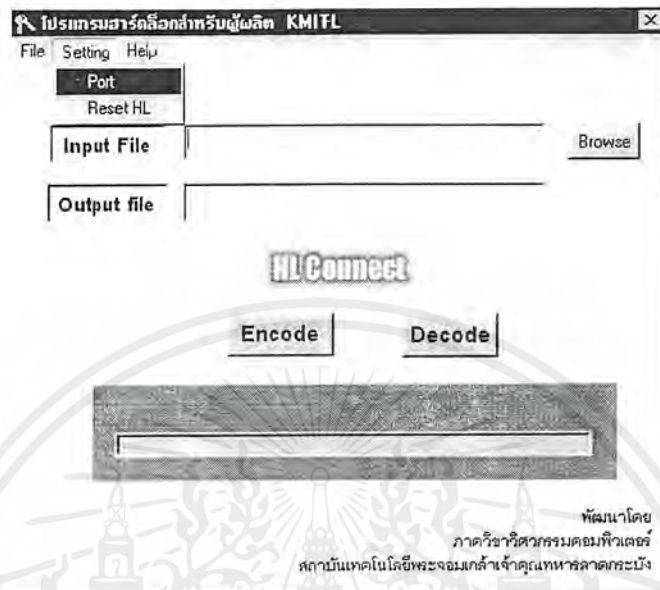 โปรแกรมฮาร์ดล็อกสำหรับผู้ผลิต KMITL
File Setting Help
Port
Reset HL
Input File Browse
Output file
HL Connect
Encode Decode
พัฒนาโดย
ภาควิชาวิศวกรรมคอมพิวเตอร์
สถาบันเทคโนโลยีพระจอมเกล้าเจ้าคุณทหารลาดกระบัง